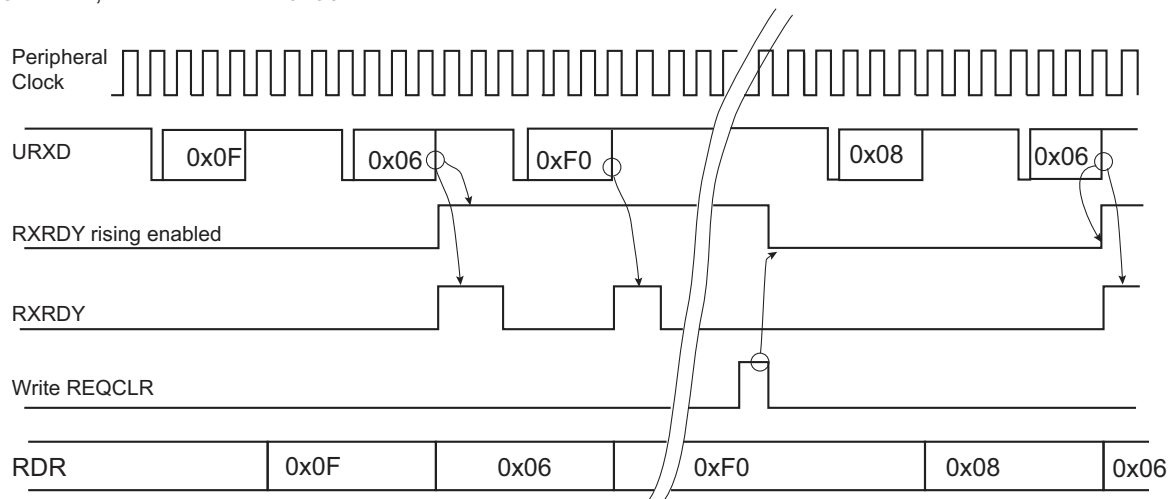 Peripheral
Clock
URXD
0x0F
0x06
0xF0
0x08
0x06
RXRDY rising enabled
RXRDY
Write REQCLR
RDR
0x0F
0x06
0xF0
0x08
0x06